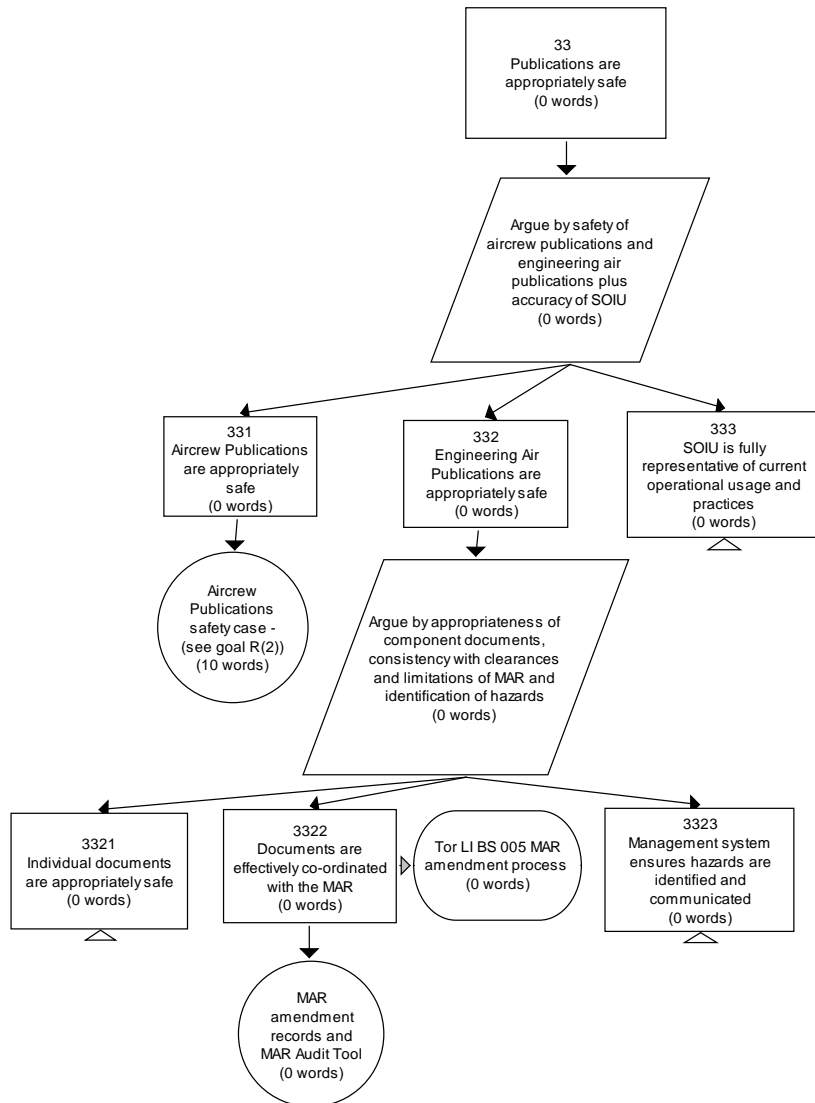 33
Publications are
appropriately safe
(0 words)
Argue by safety of
aircrew publications and
engineering air
publications plus
accuracy of SOIU
(0 words)
331
Aircrew Publications
are appropriately
safe
(0 words)
332
Engineering Air
Publications are
appropriately safe
(0 words)
333
SOIU is fully
representative of current
operational usage and
practices
(0 words)
Aircrew
Publications
safety case -
(see goal R(2))
(10 words)
Argue by appropriateness of
component documents,
consistency with clearances
and limitations of MAR and
identification of hazards
(0 words)
3321
Individual documents
are appropriately safe
(0 words)
3322
Documents are
effectively co-ordinated
with the MAR
(0 words)
Tor LI BS 005 MAR
amendment process
(0 words)
3323
Management system
ensures hazards are
identified and
communicated
(0 words)
MAR
amendment
records and
MAR Audit Tool
(0 words)